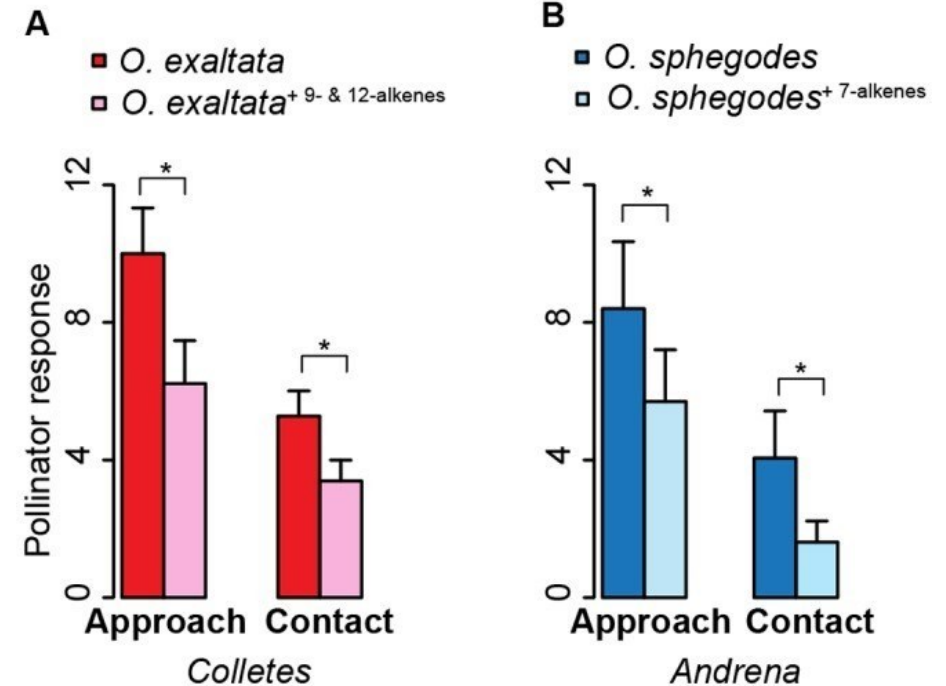 A
O. exaltata
O. exaltata+ 9- & 12-alkenes
12
8
4
0
Pollinator response
*
*
Approach Contact
Colletes
B
O. sphegodes
O. sphegodes+ 7-alkenes
12
8
4
0
*
*
Approach Contact
Andrena